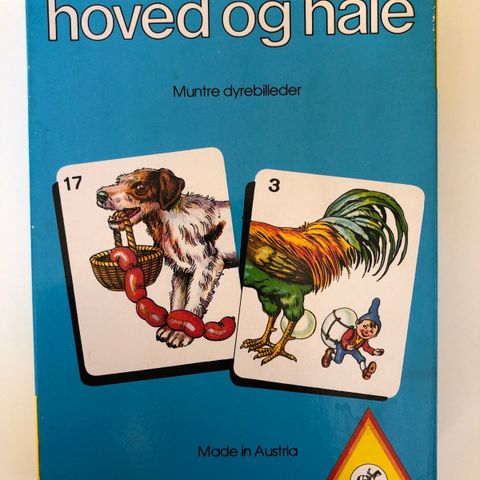 hoved og hale
Muntre dyrebilleder
17
3
Made in Austria